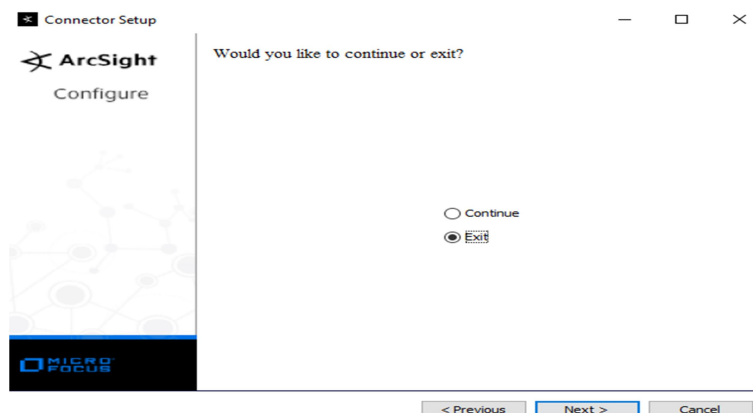 Connector Setup
ArcSight
Configure
Would you like to continue or exit?
Continue
Exit
MICRO
FOCUS
< Previous
Next >
Cancel